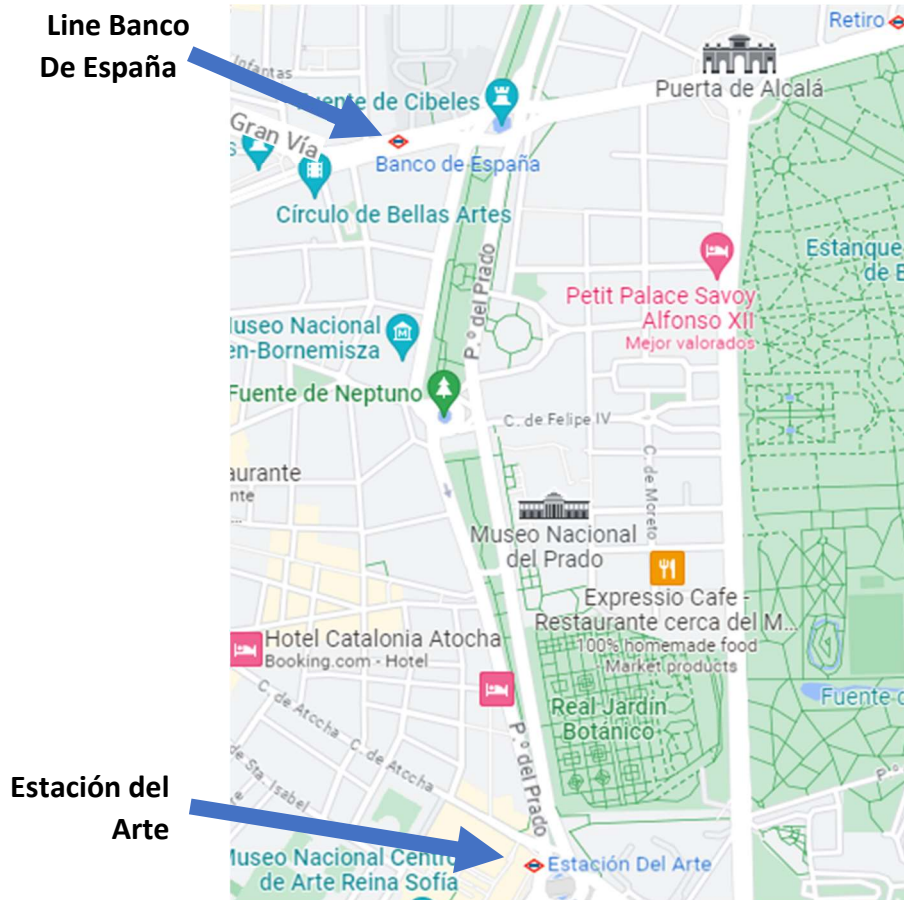 Line Banco
De España
Retiro
Infantas
Fuente de Cibeles
Puerta de Alcalá
Gran Vía
s
Banco de España
Círculo de Bellas Artes
Estanque
de E
P.º del Prado
Petit Palace Savoy
Alfonso XII
Mejor valorados
Museo Nacional
en-Bornemisza
Fuente de Neptuno
C. de Felipe IV
C. de Moreto
aurante
nte
...
Museo Nacional
del Prado
Expressio Cafe -
Restaurante cerca del M...
100% homemade food
Market products
Hotel Catalonia Atocha
Booking.com - Hotel
Real Jardín
Botánico
Fuente d
C. de Atocha
C. de Atocha
P.º del Prado
de Sta. Isabel
Estación del
Arte
Estación Del Arte
Museo Nacional Centro
de Arte Reina Sofía